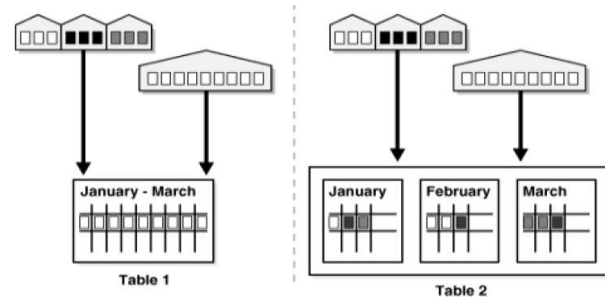 January - March
Table 1
January
February
March
Table 2